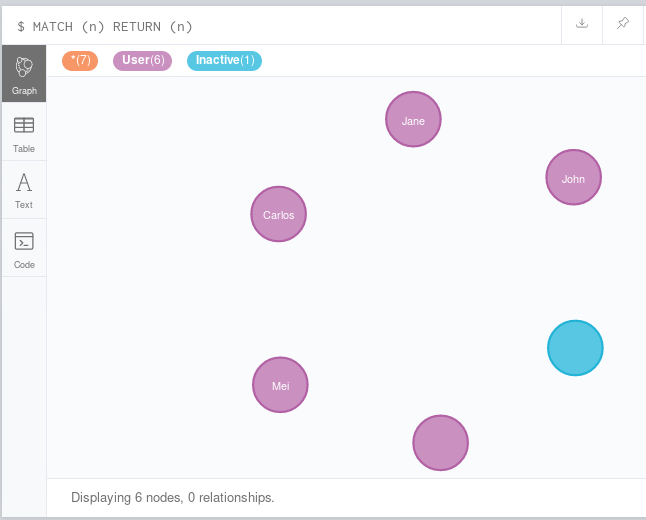 $ MATCH (n) RETURN (n)
*(7) User(6) Inactive(1)
Graph
Table
Text
Code
Jane
John
Carlos
Mei
Displaying 6 nodes, 0 relationships.